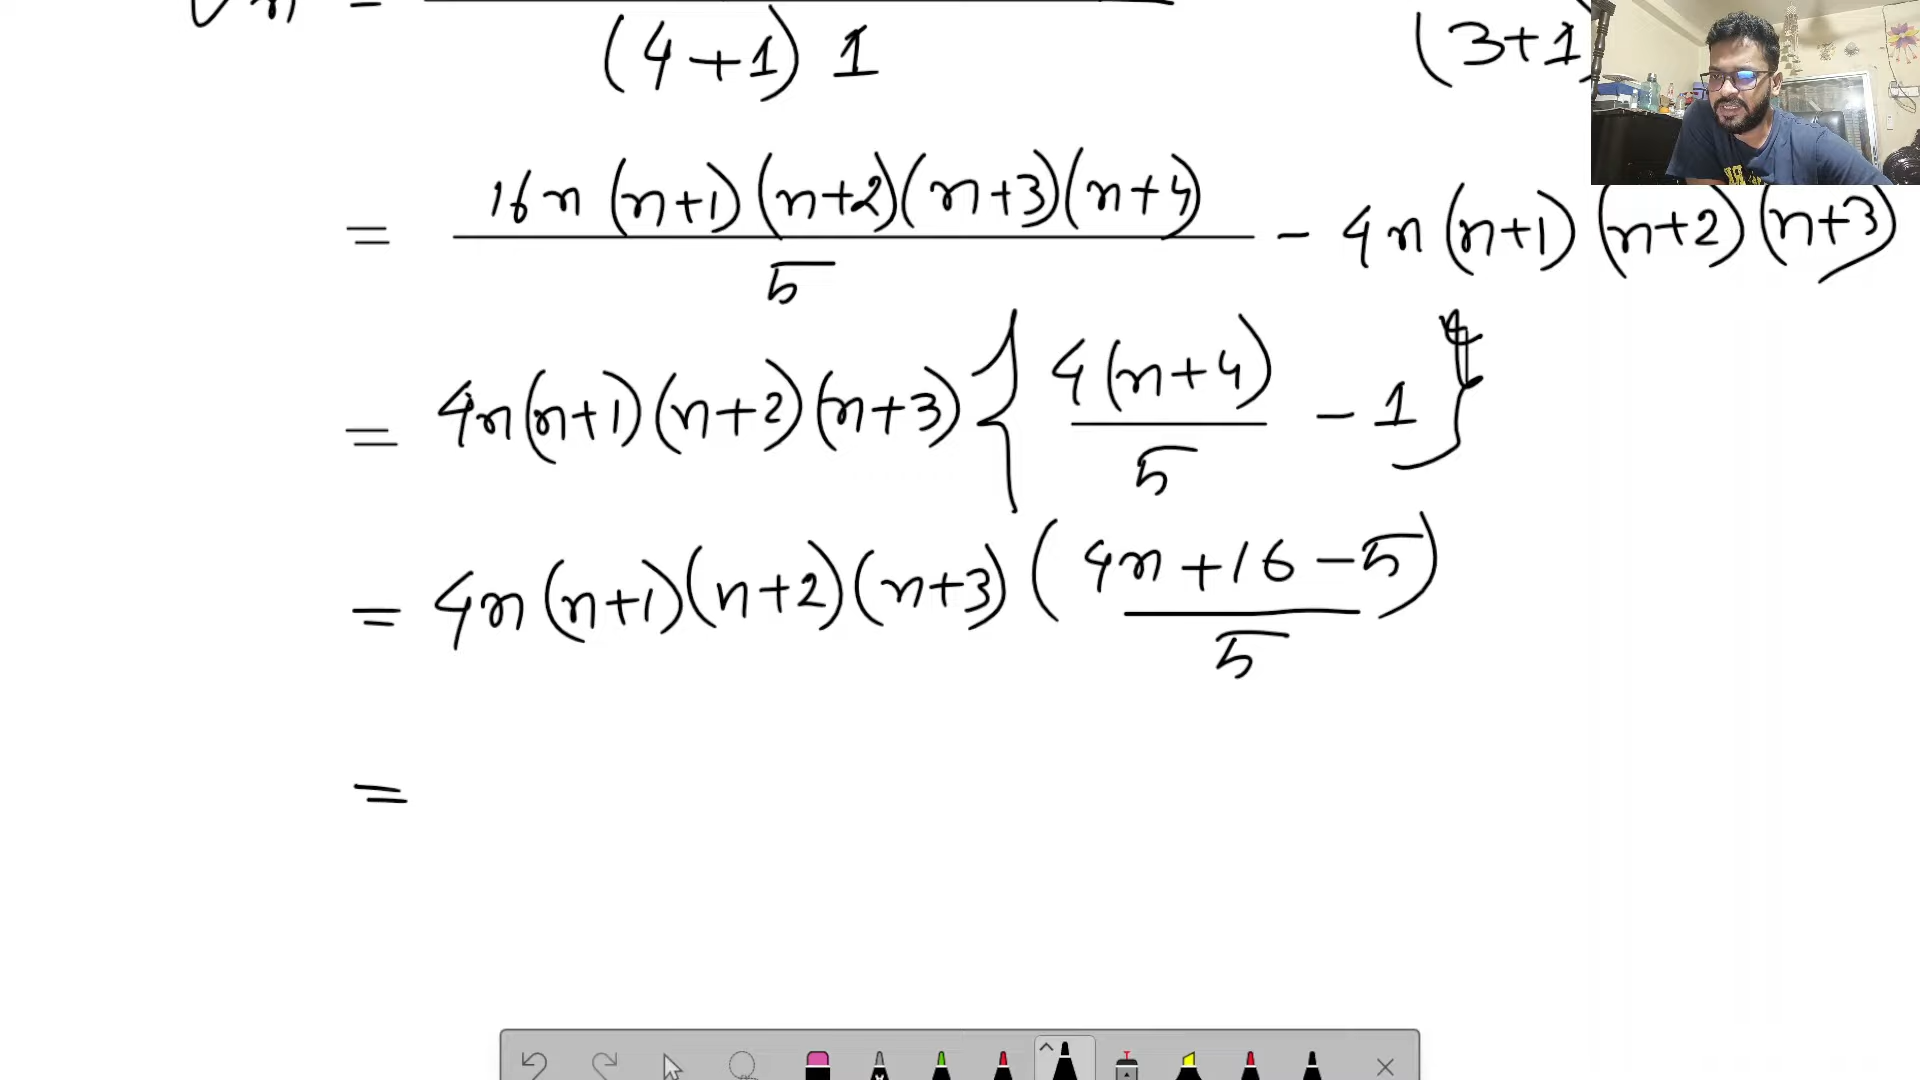 (4+1) 1 (3+1)
= 16n (n+1)(n+2)(n+3)(n+4) / 5 - 4n (n+1) (n+2) (n+3)
= 4n(n+1)(n+2)(n+3) { 4(n+4) / 5 - 1 }
= 4n (n+1)(n+2)(n+3) ( 4n+16-5 / 5 )
=